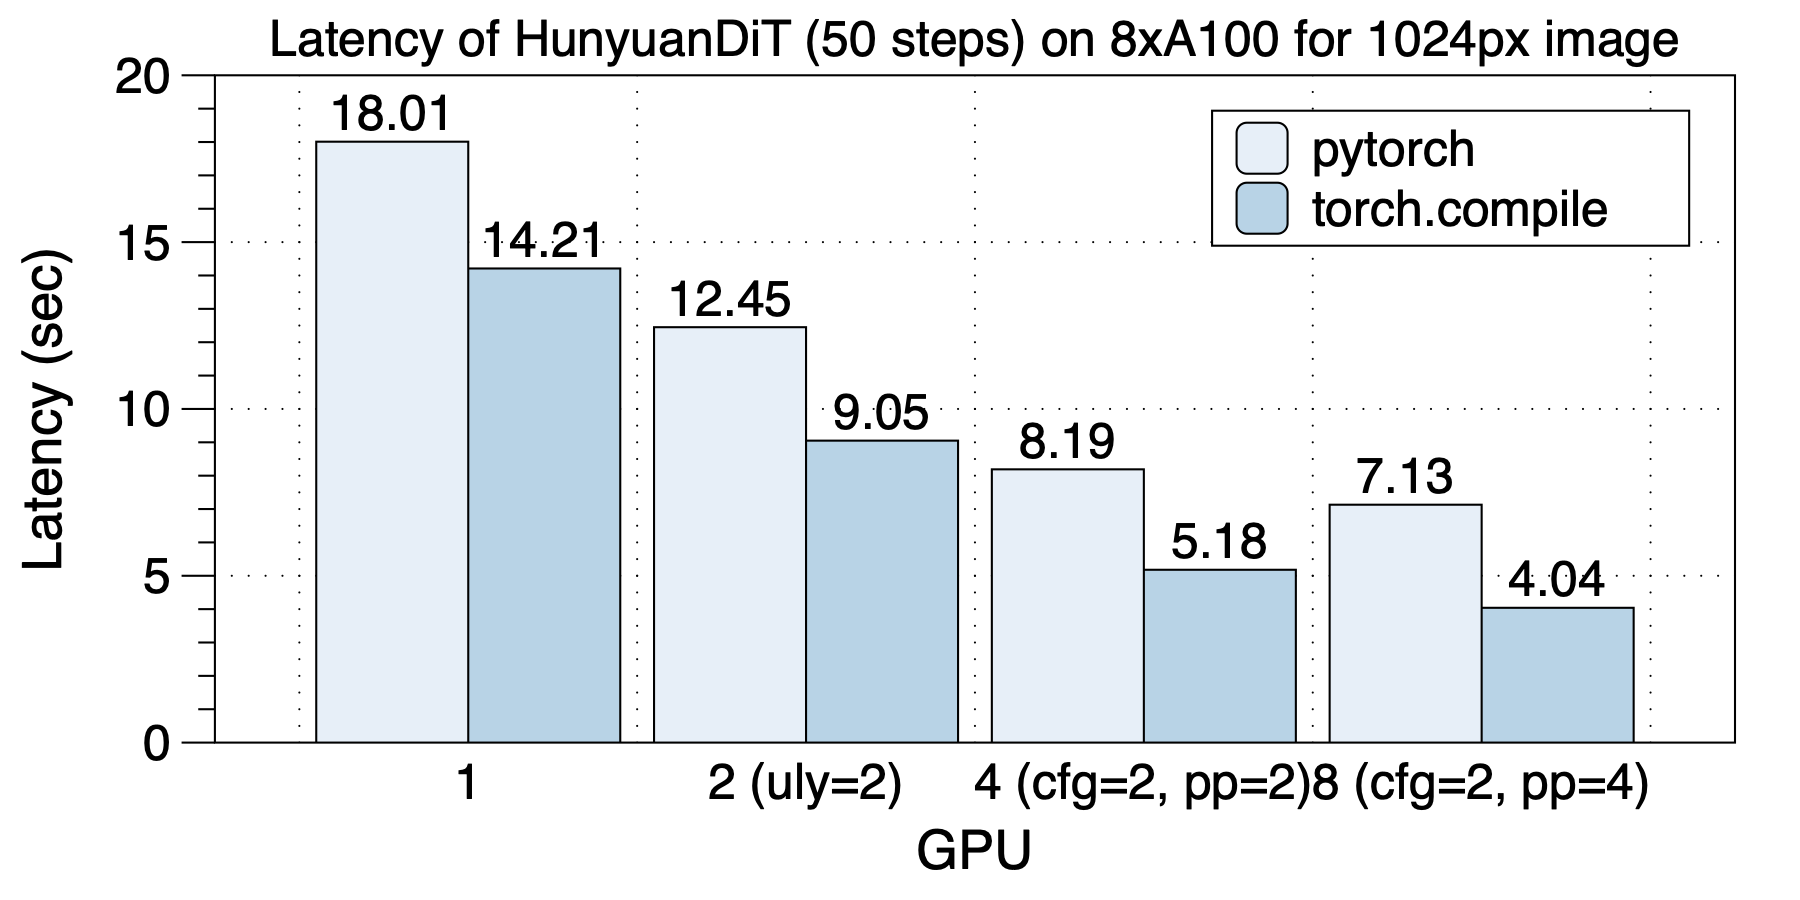 Latency of HunyuanDiT (50 steps) on 8xA100 for 1024px image
pytorch
torch.compile
Latency (sec)
20
15
10
5
0
18.01
14.21
12.45
9.05
8.19
5.18
7.13
4.04
1
2 (uly=2)
4 (cfg=2, pp=2)
8 (cfg=2, pp=4)
GPU